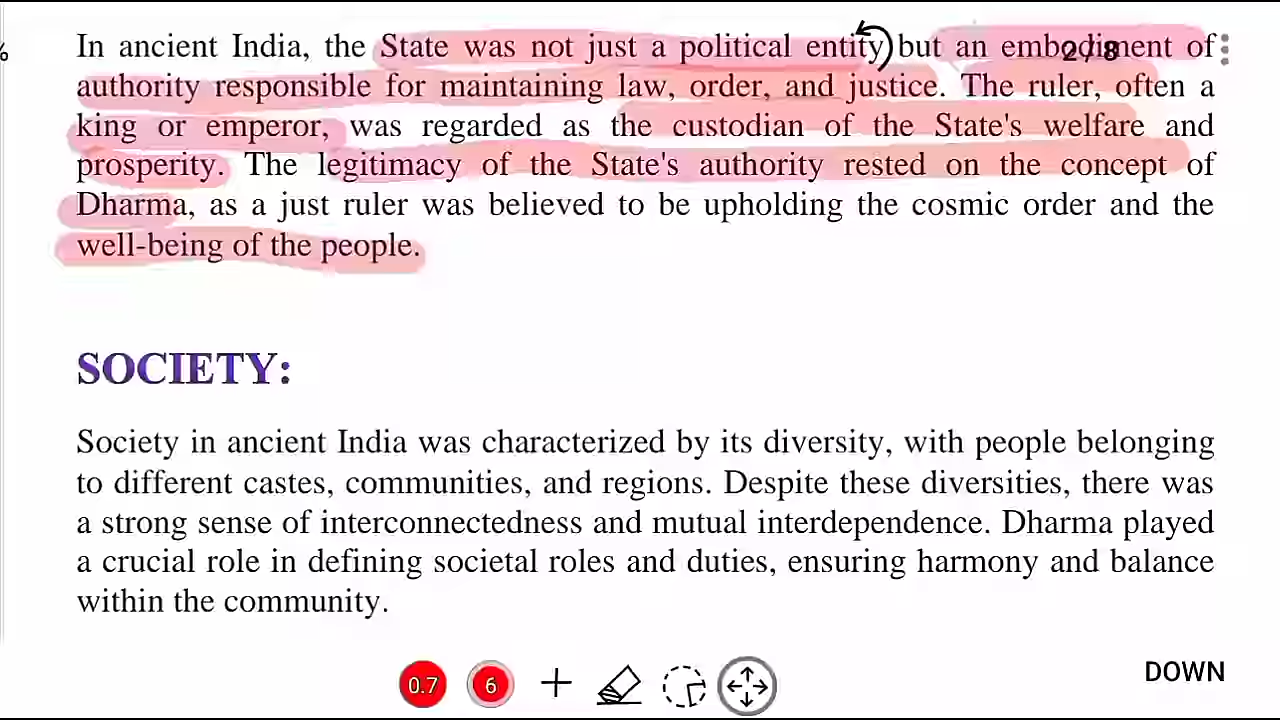 In ancient India, the State was not just a political entity but an embodiment of
authority responsible for maintaining law, order, and justice. The ruler, often a
king or emperor, was regarded as the custodian of the State's welfare and
prosperity. The legitimacy of the State's authority rested on the concept of
Dharma, as a just ruler was believed to be upholding the cosmic order and the
well-being of the people.
2/8
%
SOCIETY:
Society in ancient India was characterized by its diversity, with people belonging
to different castes, communities, and regions. Despite these diversities, there was
a strong sense of interconnectedness and mutual interdependence. Dharma played
a crucial role in defining societal roles and duties, ensuring harmony and balance
within the community.
0.7 6
DOWN